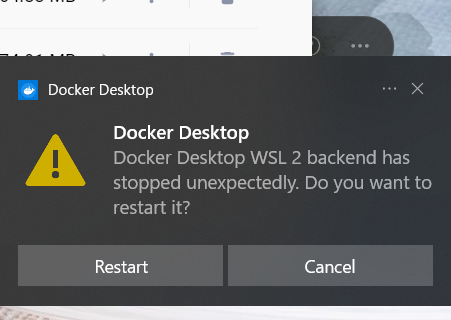 Docker Desktop
Docker Desktop
Docker Desktop WSL 2 backend has
stopped unexpectedly. Do you want to
restart it?
Restart
Cancel